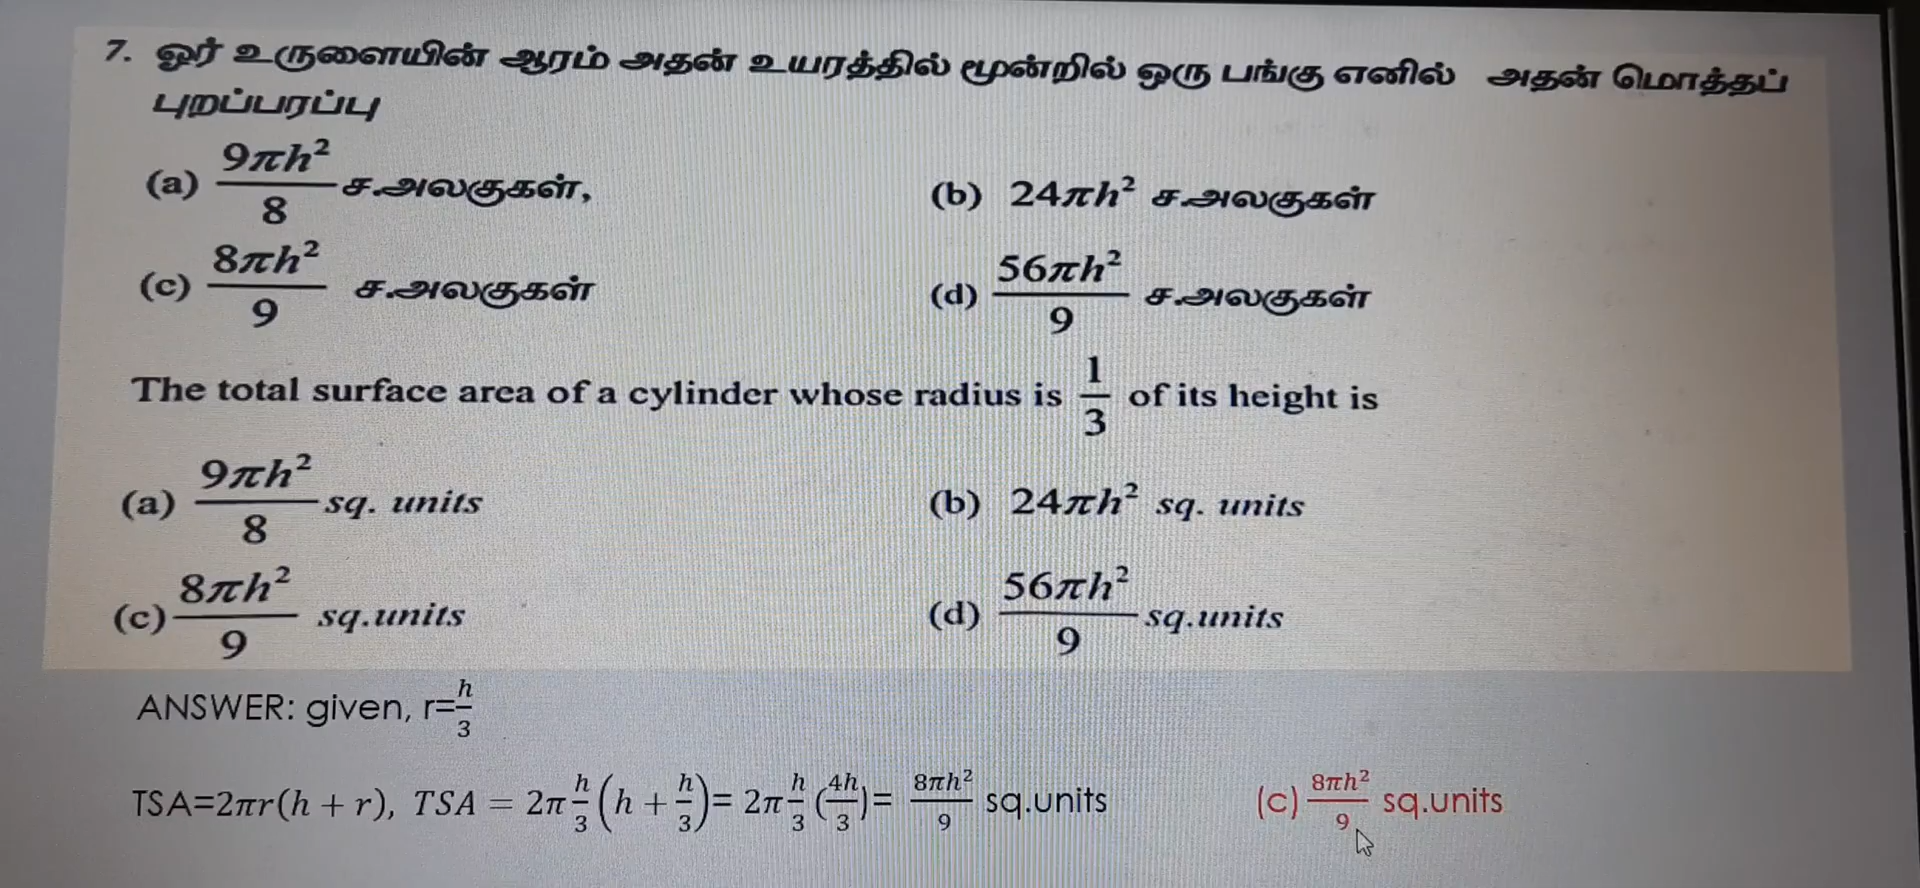 7. ஓர் உருளையின் ஆரம் அதன் உயரத்தில் மூன்றில் ஒரு பங்கு எனில் அதன் மொத்தப்
புறப்பரப்பு
(a) 9πh²/8 ச.அலகுகள், (b) 24πh² ச.அலகுகள்
(c) 8πh²/9 ச.அலகுகள் (d) 56πh²/9 ச.அலகுகள்
The total surface area of a cylinder whose radius is 1/3 of its height is
(a) 9πh²/8 sq. units (b) 24πh² sq. units
(c) 8πh²/9 sq.units (d) 56πh²/9 sq.units
ANSWER: given, r=h/3
TSA=2πr(h + r), TSA = 2π h/3 (h + h/3)= 2π h/3 (4h/3)= 8πh²/9 sq.units (c) 8πh²/9 sq.units